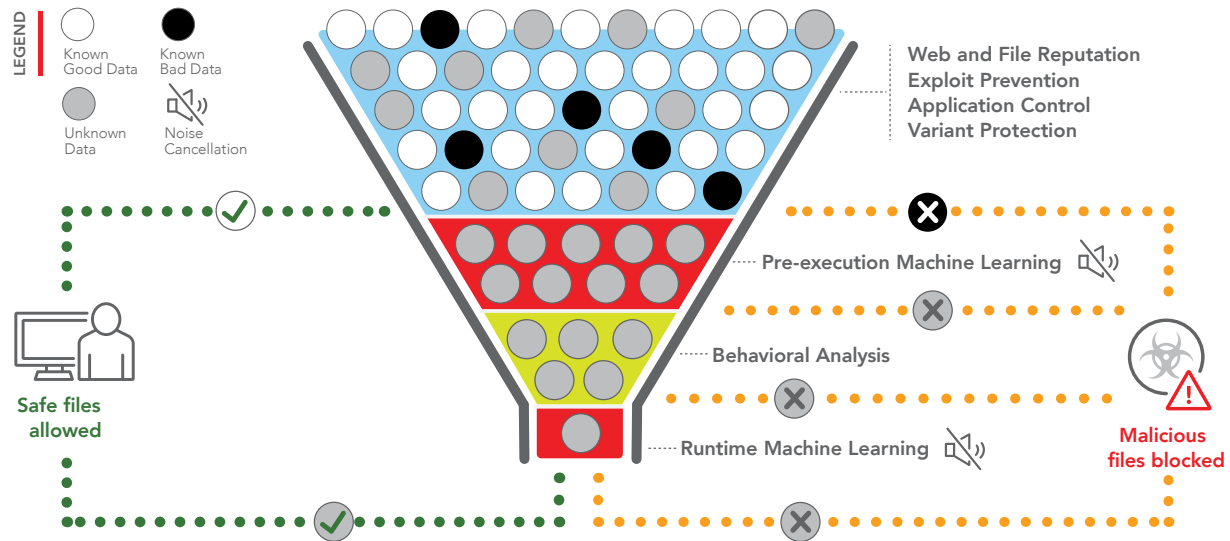 LEGEND
Known
Good Data
Known
Bad Data
Unknown
Data
Noise
Cancellation
Web and File Reputation
Exploit Prevention
Application Control
Variant Protection
Pre-execution Machine Learning
Behavioral Analysis
Safe files
allowed
Runtime Machine Learning
Malicious
files blocked